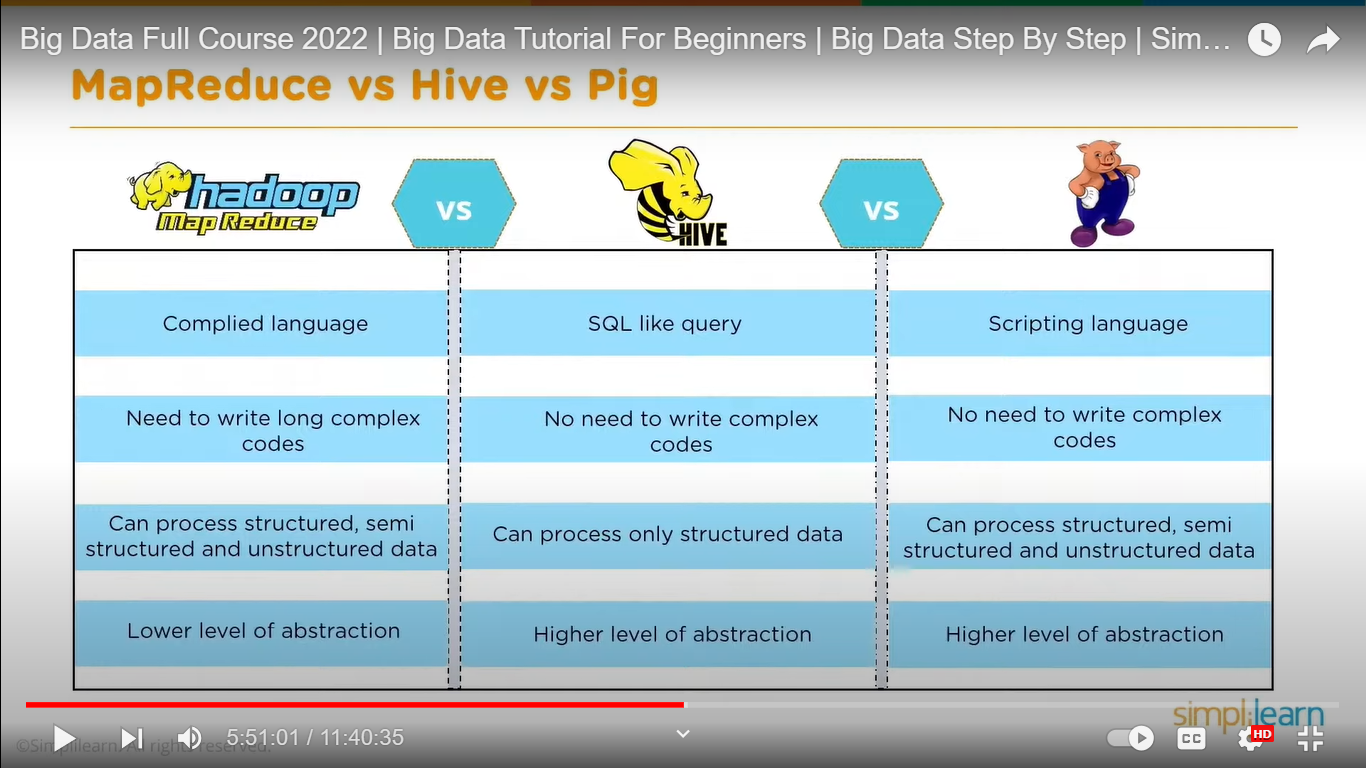 Big Data Full Course 2022 | Big Data Tutorial For Beginners | Big Data Step By Step | Sim...
MapReduce vs Hive vs Pig
hadoop
Map Reduce
vs
HIVE
vs
Complied language
SQL like query
Scripting language
Need to write long complex
codes
No need to write complex
codes
No need to write complex
codes
Can process structured, semi
structured and unstructured data
Can process only structured data
Can process structured, semi
structured and unstructured data
Lower level of abstraction
Higher level of abstraction
Higher level of abstraction
simplilearn
5:51:01 / 11:40:35
CC
HD
©Simplilearn. All rights reserved.